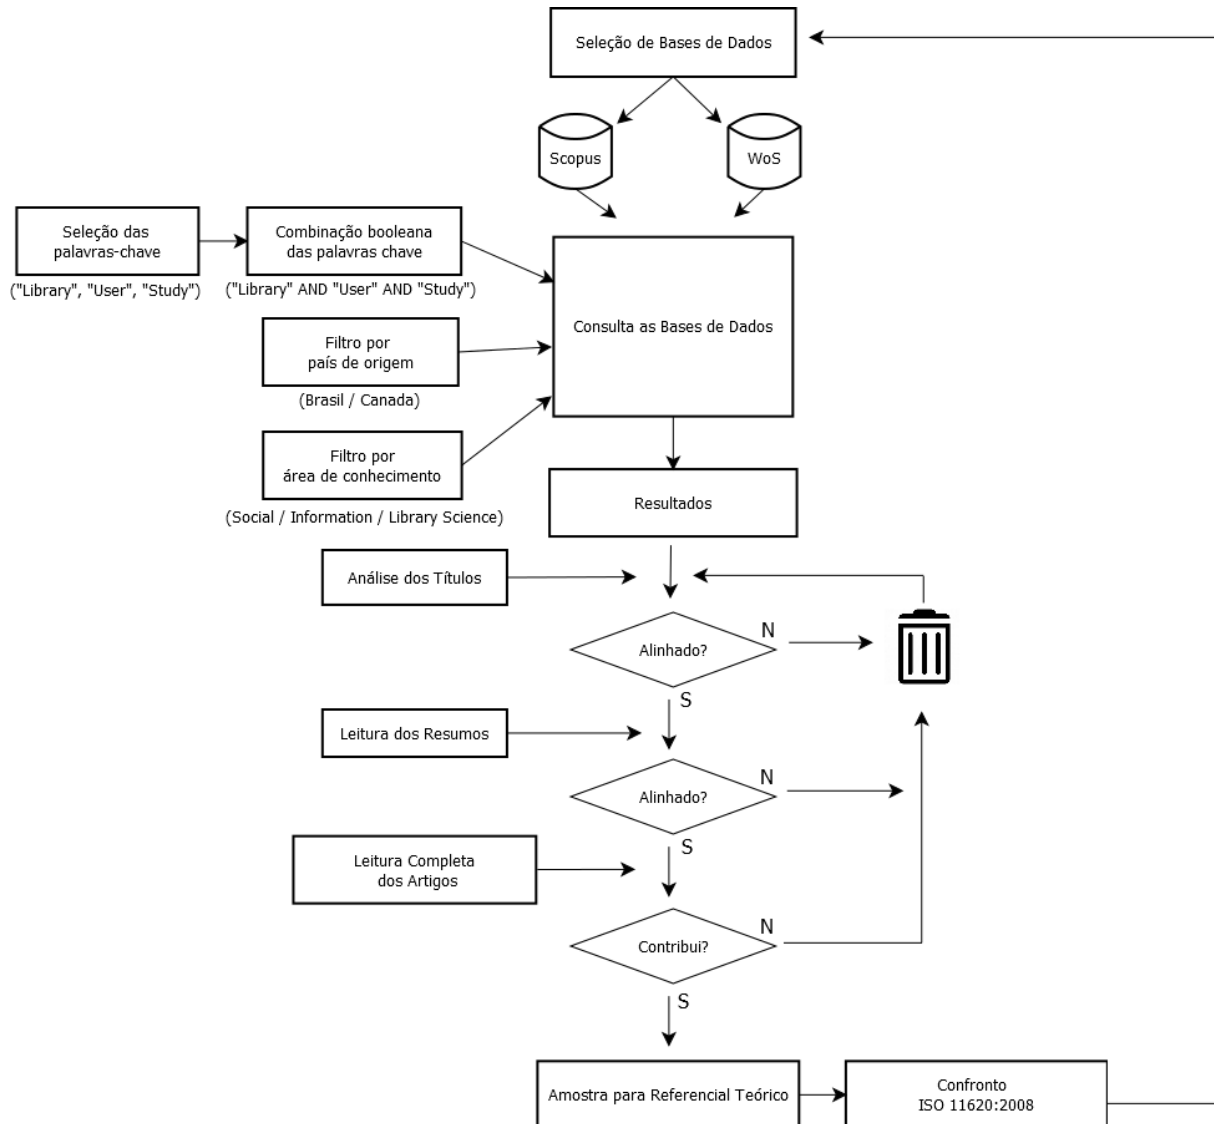 Seleção de Bases de Dados
Scopus
WoS
Seleção das
palavras-chave
("Library", "User", "Study")
Combinação booleana
das palavras chave
("Library" AND "User" AND "Study")
Filtro por
país de origem
(Brasil / Canada)
Filtro por
área de conhecimento
(Social / Information / Library Science)
Consulta as Bases de Dados
Resultados
Análise dos Títulos
Alinhado?
N
S
Leitura dos Resumos
Alinhado?
N
S
Leitura Completa
dos Artigos
Contribui?
N
S
Amostra para Referencial Teórico
Confronto
ISO 11620:2008